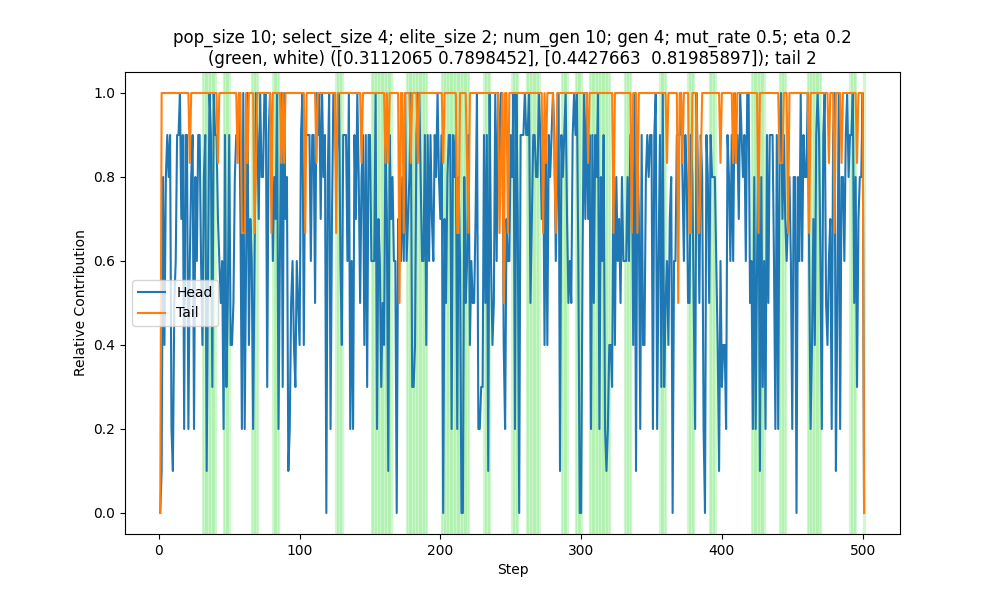 pop_size 10; select_size 4; elite_size 2; num_gen 10; gen 4; mut_rate 0.5; eta 0.2
(green, white) ([0.3112065 0.7898452], [0.4427663  0.81985897]); tail 2
1.0
0.8
0.6
0.4
0.2
0.0
Relative Contribution
Head
Tail
0
100
200
300
400
500
Step